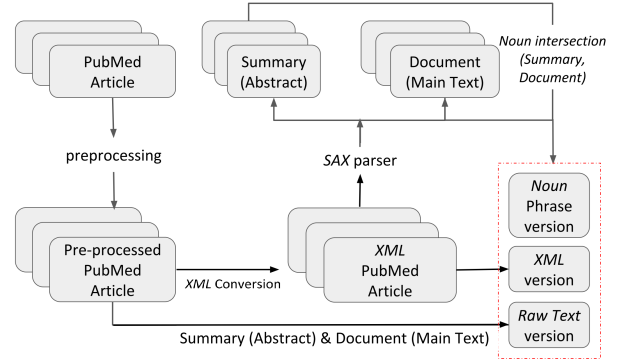 PubMed
Article
Summary
(Abstract)
Document
(Main Text)
Noun intersection
(Summary,
Document)
preprocessing
SAX parser
Noun
Phrase
version
Pre-processed
PubMed
Article
XML Conversion
XML
PubMed
Article
XML
version
Raw Text
version
Summary (Abstract) & Document (Main Text)